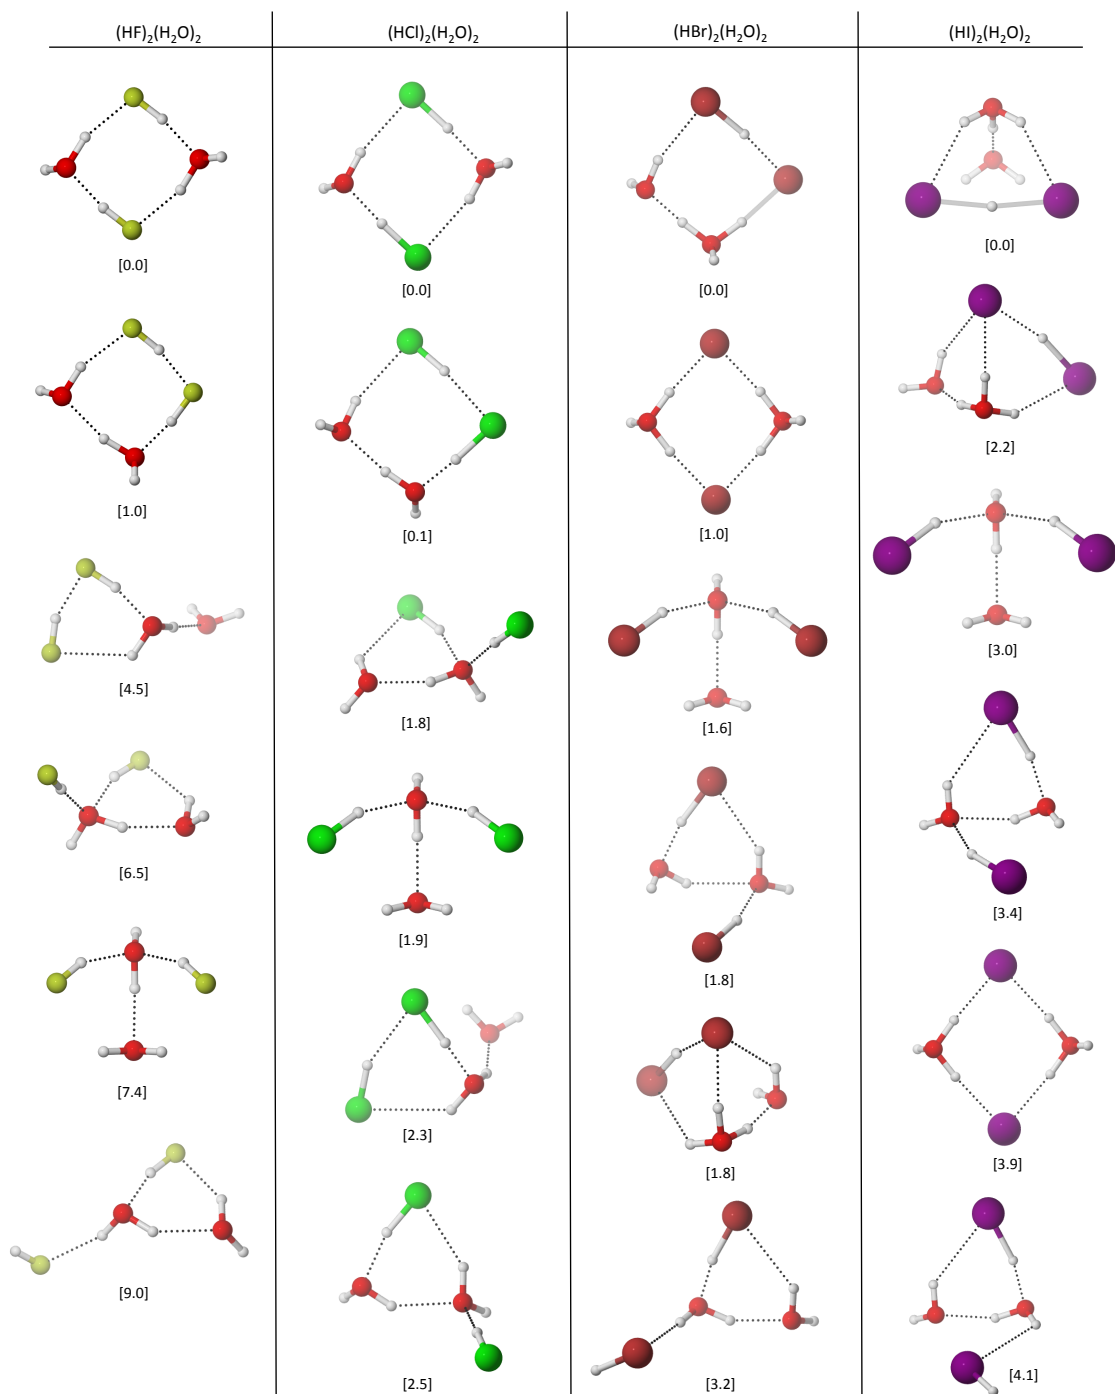 (HF)₂(H₂O)₂ (HCl)₂(H₂O)₂ (HBr)₂(H₂O)₂ (HI)₂(H₂O)₂
[0.0] [0.0] [0.0] [0.0]
[1.0] [0.1] [1.0] [2.2]
[4.5] [1.8] [1.6] [3.0]
[6.5] [1.9] [1.8] [3.4]
[7.4] [2.3] [1.8] [3.9]
[9.0] [2.5] [3.2] [4.1]